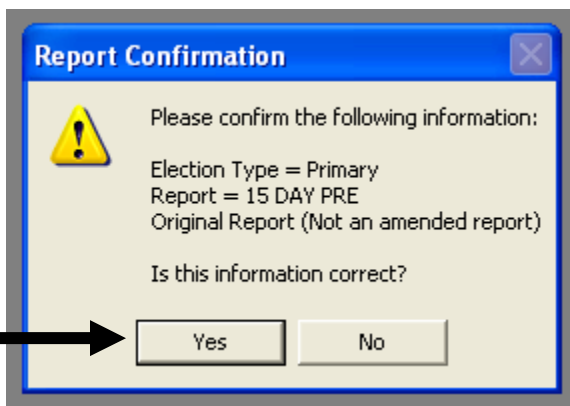 Report Confirmation
Please confirm the following information:
Election Type = Primary
Report = 15 DAY PRE
Original Report (Not an amended report)
Is this information correct?
Yes
No